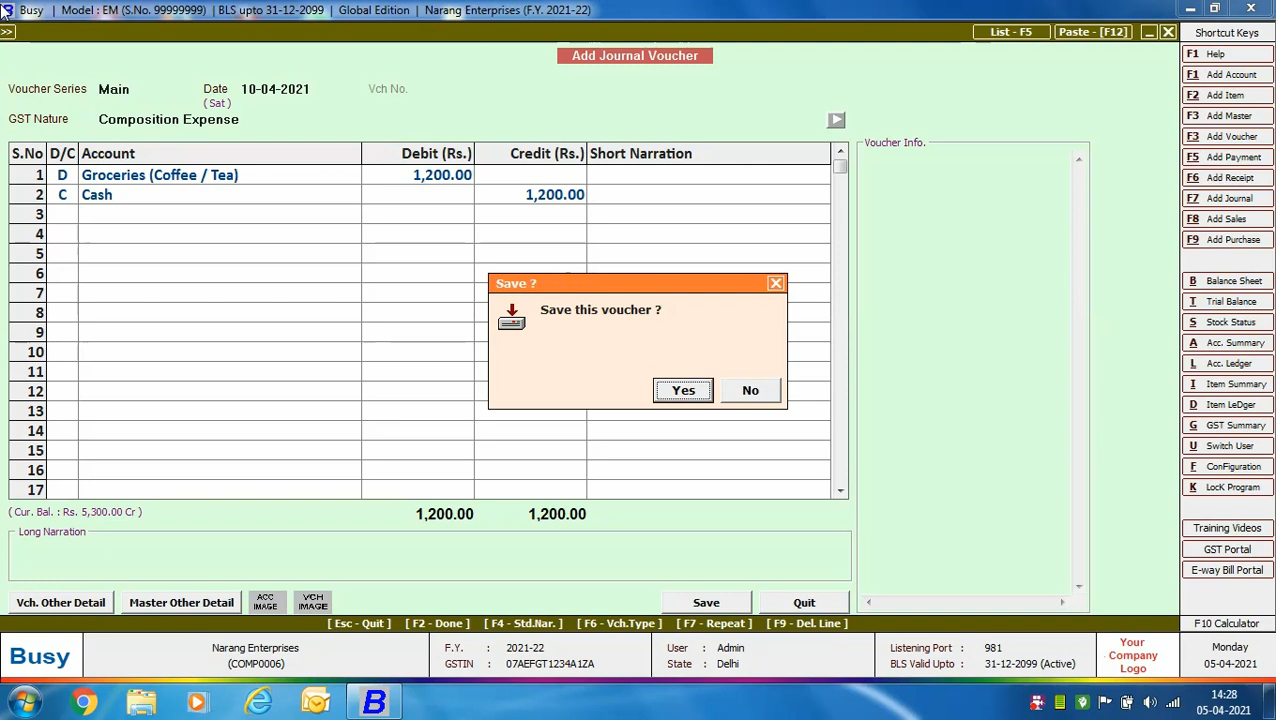 Busy | Model : EM (S.No. 99999999) | BLS upto 31-12-2099 | Global Edition | Narang Enterprises (F.Y. 2021-22)
>> List - F5 Paste - [F12] Shortcut Keys
Add Journal Voucher
Voucher Series Main Date 10-04-2021 Vch No.
( Sat )
GST Nature Composition Expense
S.No D/C Account Debit (Rs.) Credit (Rs.) Short Narration
1 D Groceries (Coffee / Tea) 1,200.00
2 C Cash 1,200.00
3
4
5
6
7
8
9
10
11
12
13
14
15
16
17
( Cur. Bal. : Rs. 5,300.00 Cr ) 1,200.00 1,200.00
Long Narration
Voucher Info.
Save ?
Save this voucher ?
Yes No
Vch. Other Detail Master Other Detail ACC IMAGE VCH IMAGE Save Quit
[ Esc - Quit ] [ F2 - Done ] [ F4 - Std.Nar. ] [ F6 - Vch.Type ] [ F7 - Repeat ] [ F9 - Del. Line ]
F1 Help
F1 Add Account
F2 Add Item
F3 Add Master
F3 Add Voucher
F5 Add Payment
F6 Add Receipt
F7 Add Journal
F8 Add Sales
F9 Add Purchase
B Balance Sheet
T Trial Balance
S Stock Status
A Acc. Summary
L Acc. Ledger
I Item Summary
D Item LeDger
G GST Summary
U Switch User
F ConFiguration
K LocK Program
Training Videos
GST Portal
E-way Bill Portal
F10 Calculator
Busy
Narang Enterprises
(COMP0006)
F.Y. : 2021-22
GSTIN : 07AEFGT1234A1ZA
User : Admin
State : Delhi
Listening Port : 981
BLS Valid Upto : 31-12-2099 (Active)
Your
Company
Logo
Monday
05-04-2021
14:28
05-04-2021